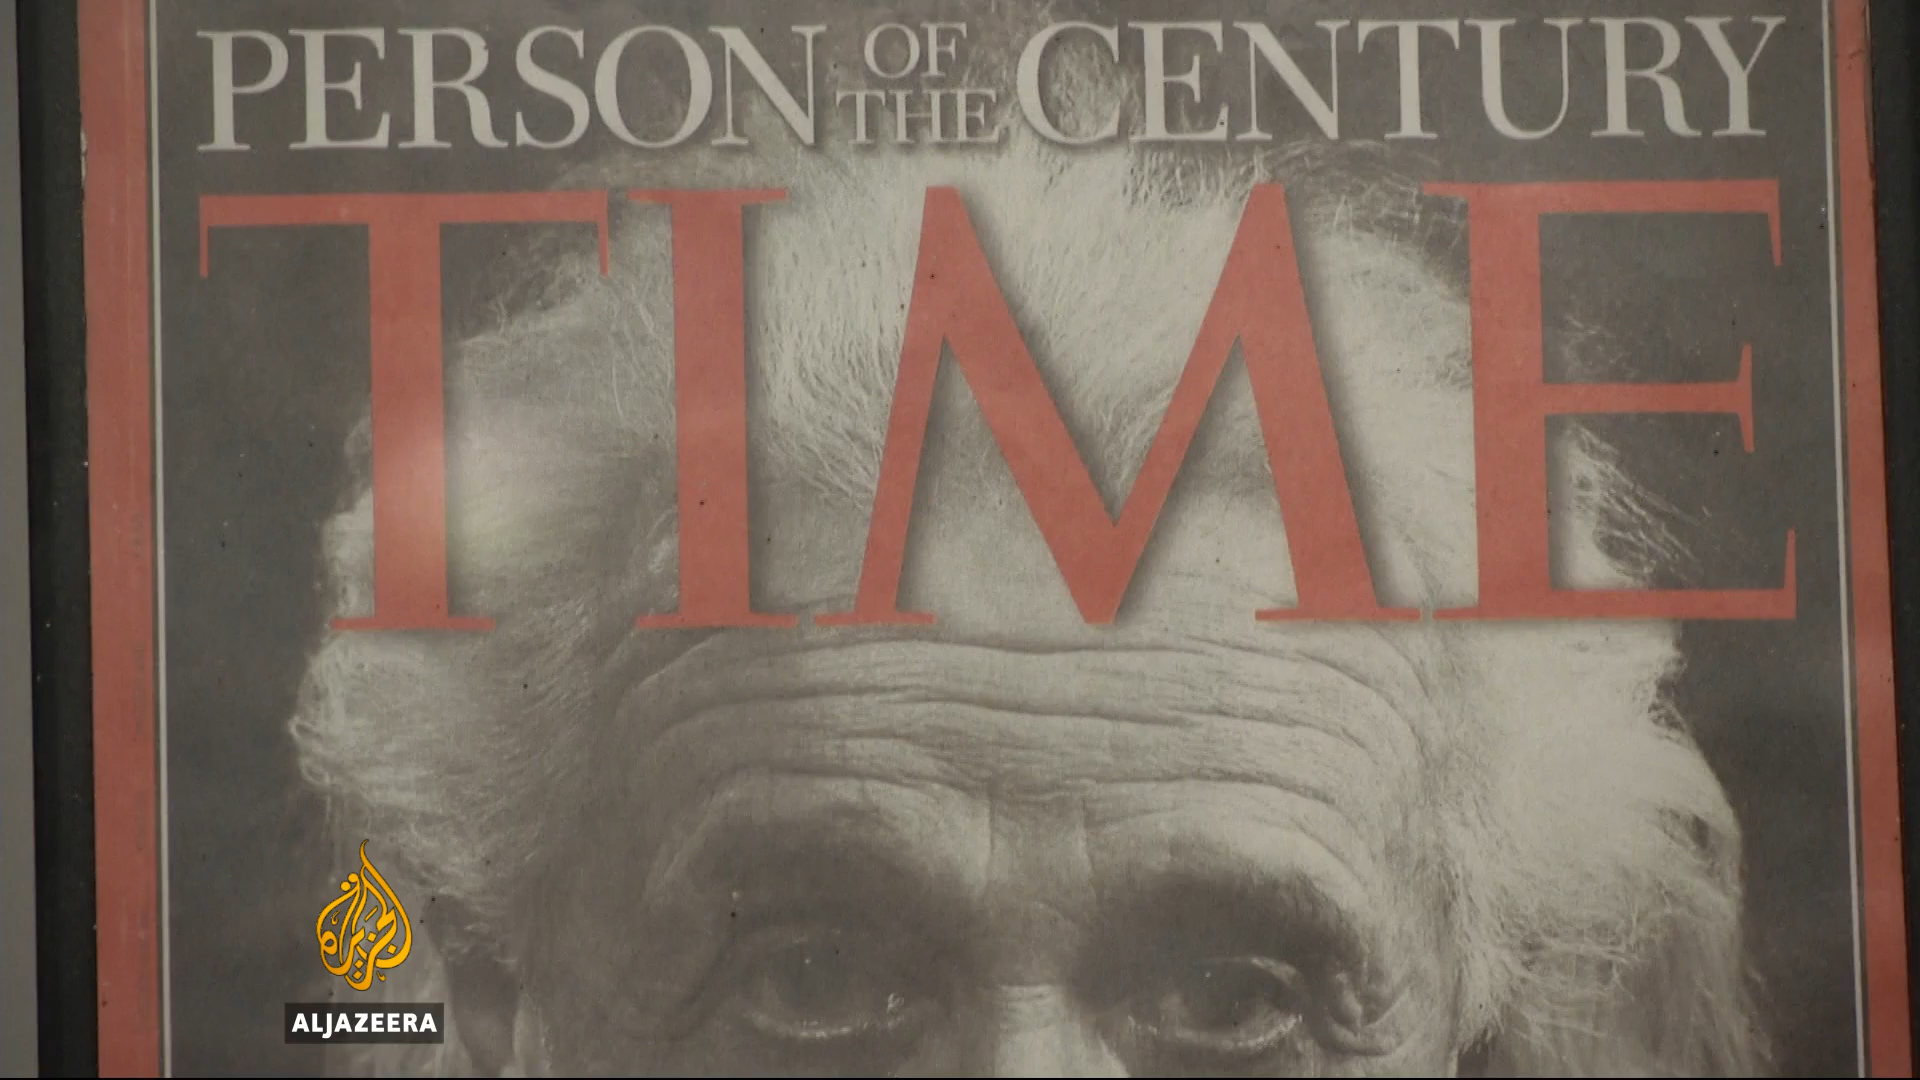 PERSON OF THE CENTURY
TIME
الجزيرة
ALJAZEERA